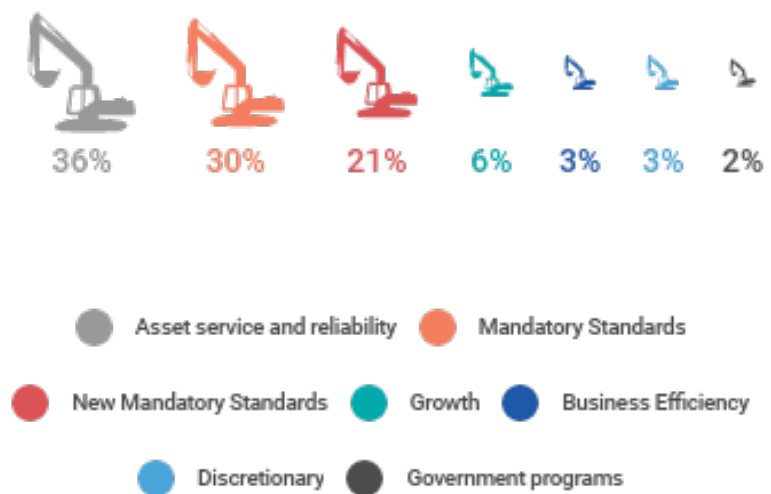 36% 30% 21% 6% 3% 3% 2%
Asset service and reliability Mandatory Standards
New Mandatory Standards Growth Business Efficiency
Discretionary Government programs